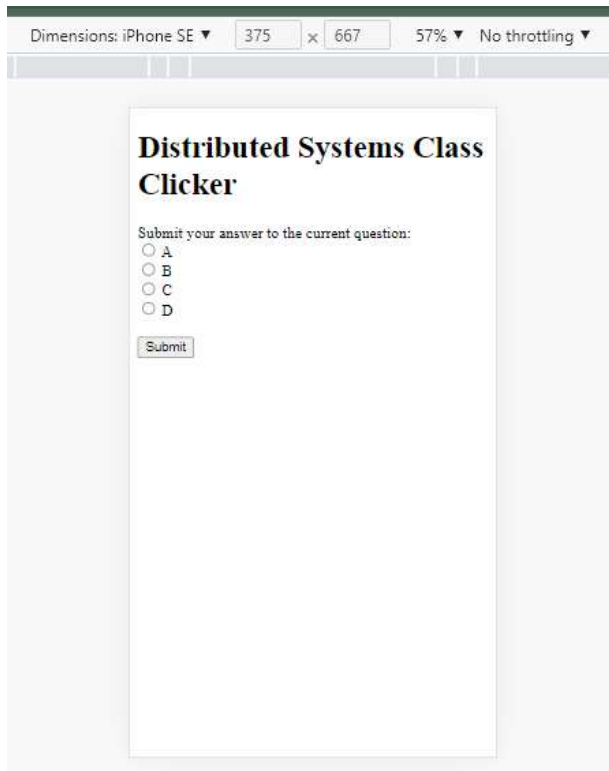 Dimensions: iPhone SE ▼ 375 × 667 57% ▼ No throttling ▼
Distributed Systems Class
Clicker
Submit your answer to the current question:
A
B
C
D
Submit